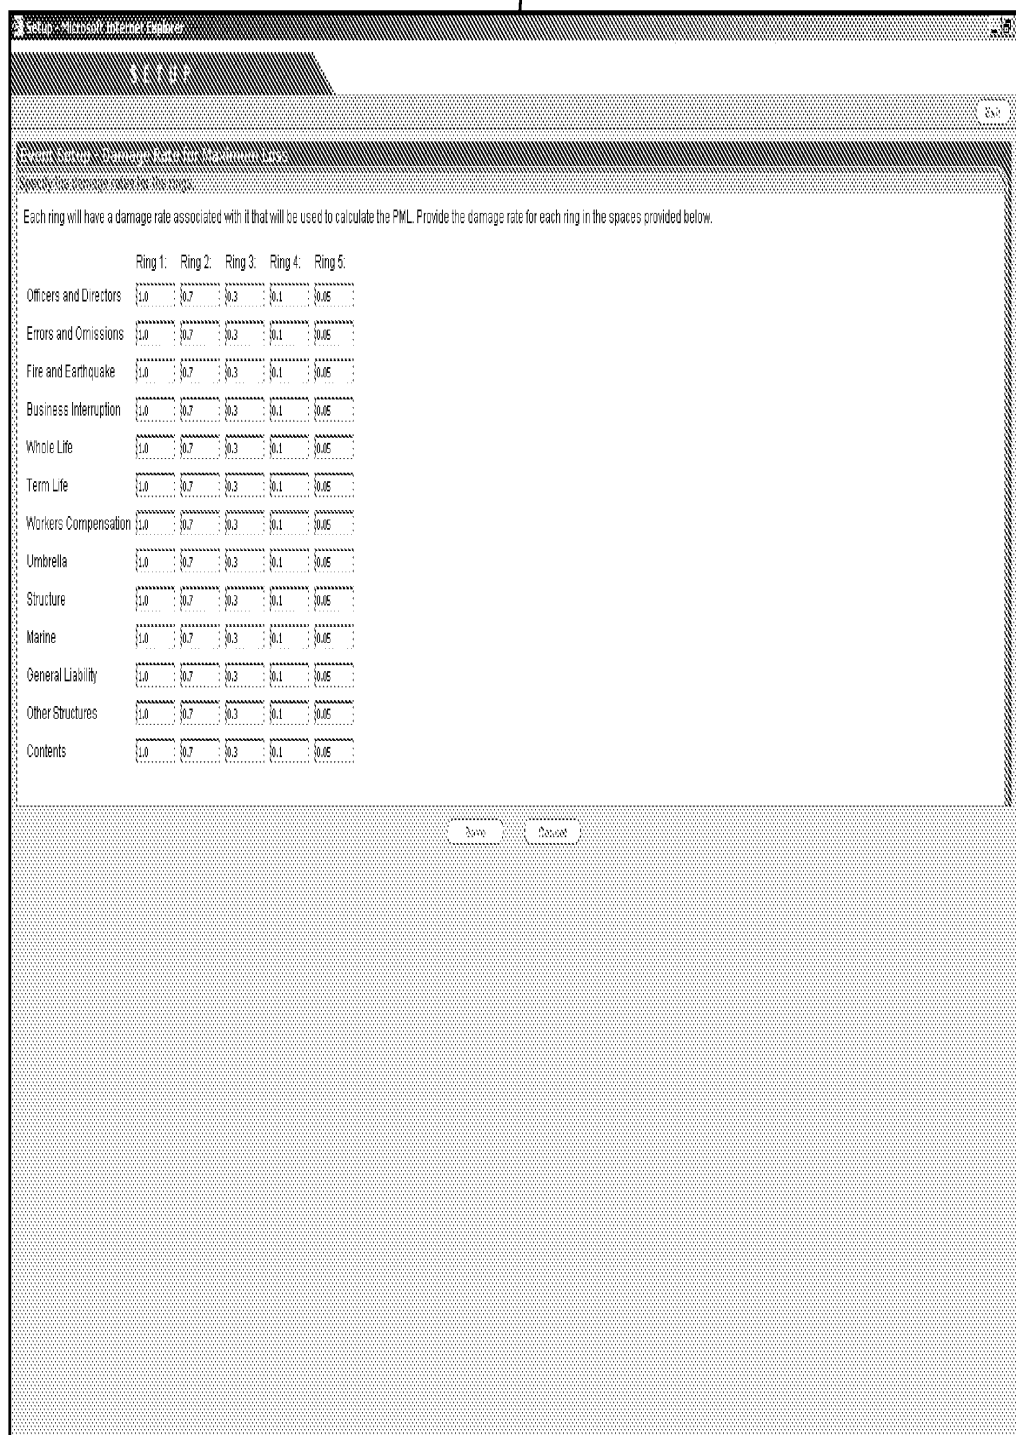 Setup - Microsoft Internet Explorer
SETUP
Exit
Event Setup - Damage Rate for Maximum Loss
Specify the damage rates for the rings.
Each ring will have a damage rate associated with it that will be used to calculate the PML. Provide the damage rate for each ring in the spaces provided below.
Ring 1: Ring 2: Ring 3: Ring 4: Ring 5:
Officers and Directors 1.0 0.7 0.3 0.1 0.05
Errors and Omissions 1.0 0.7 0.3 0.1 0.05
Fire and Earthquake 1.0 0.7 0.3 0.1 0.05
Business Interruption 1.0 0.7 0.3 0.1 0.05
Whole Life 1.0 0.7 0.3 0.1 0.05
Term Life 1.0 0.7 0.3 0.1 0.05
Workers Compensation 1.0 0.7 0.3 0.1 0.05
Umbrella 1.0 0.7 0.3 0.1 0.05
Structure 1.0 0.7 0.3 0.1 0.05
Marine 1.0 0.7 0.3 0.1 0.05
General Liability 1.0 0.7 0.3 0.1 0.05
Other Structures 1.0 0.7 0.3 0.1 0.05
Contents 1.0 0.7 0.3 0.1 0.05
Save Cancel